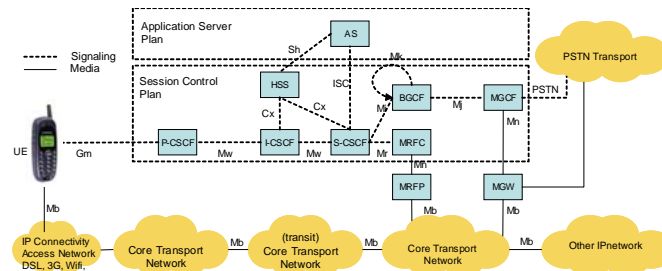 Application Server
Plan
AS
Sh
Mk
PSTN Transport
Signaling
Media
Session Control
Plan
HSS
ISC
BGCF
MGCF
PSTN
Cx
Cx
Mi
Mj
Mn
UE
Gm
P-CSCF
Mw
I-CSCF
Mw
S-CSCF
Mr
MRFC
Mn
MRFP
MGW
Mb
Mb
Mb
IP Connectivity
Access Network
DSL, 3G, Wifi,
Core Transport
Network
Mb
(transit)
Core Transport
Network
Mb
Core Transport
Network
Mb
Other IPnetwork